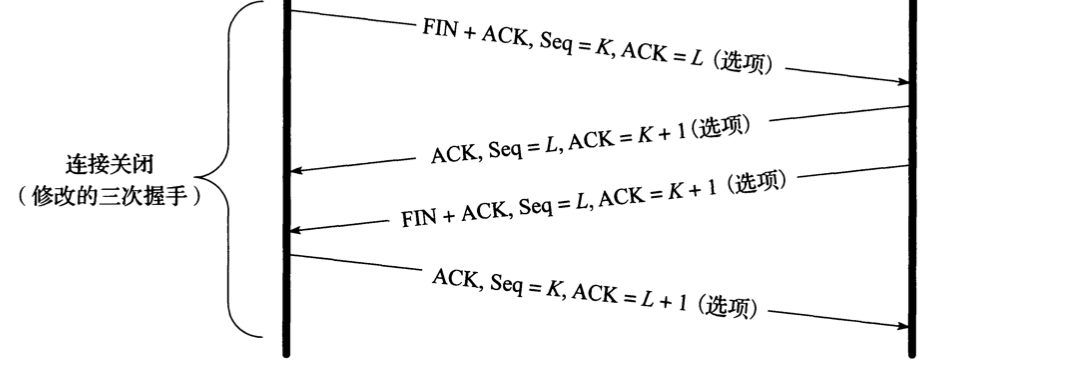 FIN + ACK, Seq = K, ACK = L (选项)
ACK, Seq = L, ACK = K + 1 (选项)
连接关闭
(修改的三次握手)
FIN + ACK, Seq = L, ACK = K + 1 (选项)
ACK, Seq = K, ACK = L + 1 (选项)